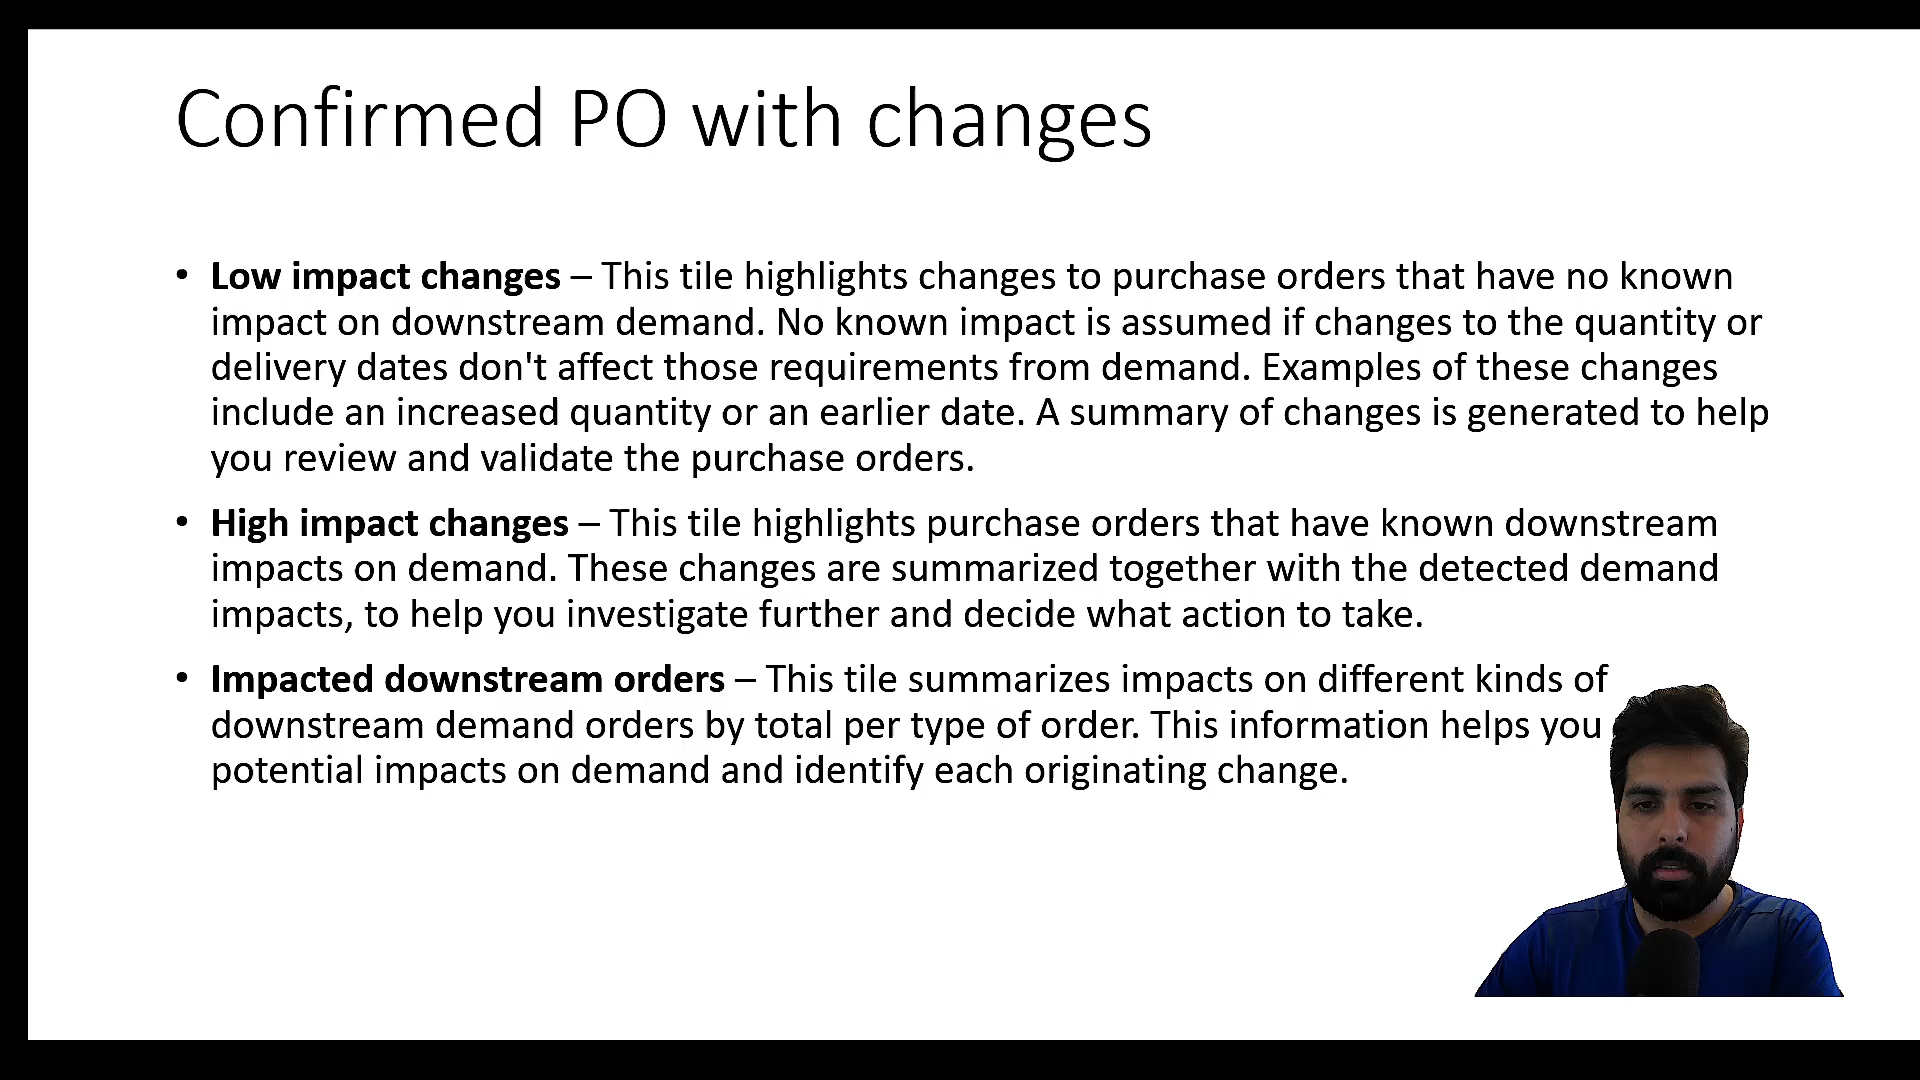 Confirmed PO with changes
• Low impact changes – This tile highlights changes to purchase orders that have no known
impact on downstream demand. No known impact is assumed if changes to the quantity or
delivery dates don't affect those requirements from demand. Examples of these changes
include an increased quantity or an earlier date. A summary of changes is generated to help
you review and validate the purchase orders.
• High impact changes – This tile highlights purchase orders that have known downstream
impacts on demand. These changes are summarized together with the detected demand
impacts, to help you investigate further and decide what action to take.
• Impacted downstream orders – This tile summarizes impacts on different kinds of
downstream demand orders by total per type of order. This information helps you
potential impacts on demand and identify each originating change.